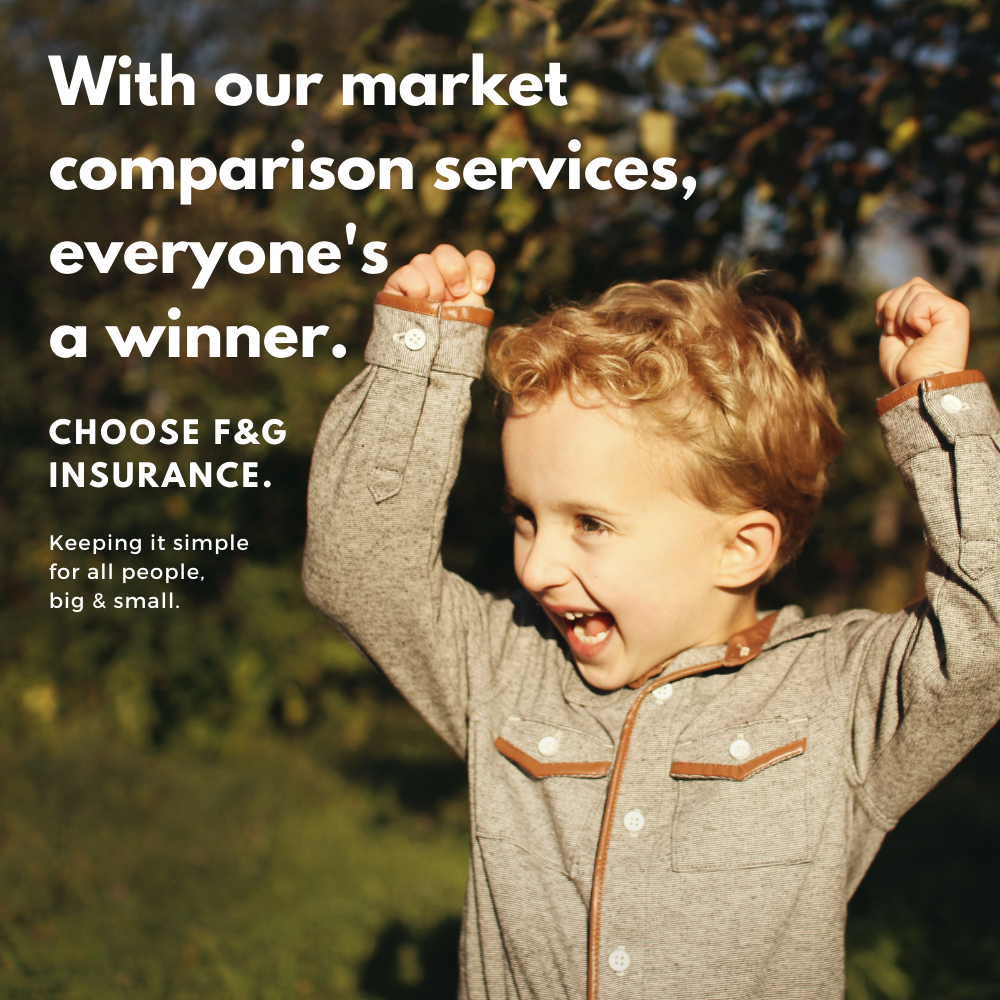 With our market
comparison services,
everyone's
a winner.
CHOOSE F&G
INSURANCE.
Keeping it simple
for all people,
big & small.